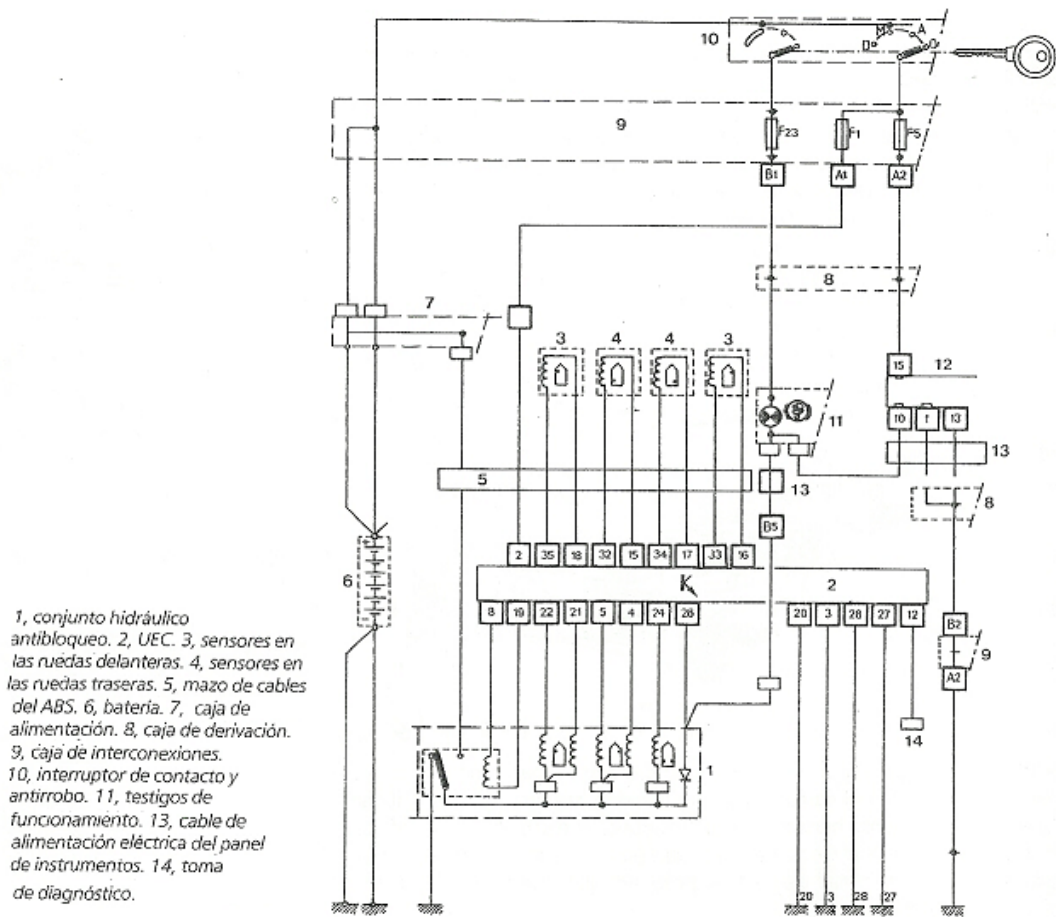 10
M
A
D
9
F23
F1
F5
B1
A1
A2
8
7
3
4
4
3
15
12
11
10
1
13
13
5
13
8
B5
2
35
18
32
15
34
17
33
16
6
K
2
8
19
22
21
5
4
24
26
20
3
28
27
12
B2
9
A2
14
1
1, conjunto hidráulico
antibloqueo. 2, UEC. 3, sensores en
las ruedas delanteras. 4, sensores en
las ruedas traseras. 5, mazo de cables
del ABS. 6, batería. 7, caja de
alimentación. 8, caja de derivación.
9, caja de interconexiones.
10, interruptor de contacto y
antirrobo. 11, testigos de
funcionamiento. 13, cable de
alimentación eléctrica del panel
de instrumentos. 14, toma
de diagnóstico.
20
3
28
27